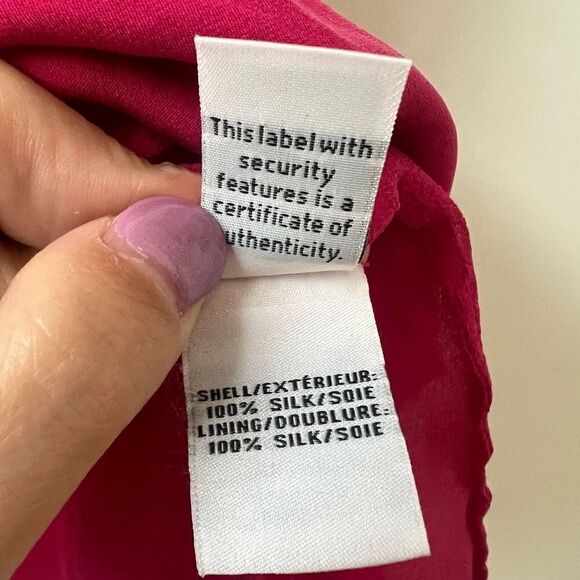 This label with
security
features is a
certificate of
uthenticity.
SHELL/EXTÉRIEUR:
100% SILK/SOIE
LINING/DOUBLURE:
100% SILK/SOIE